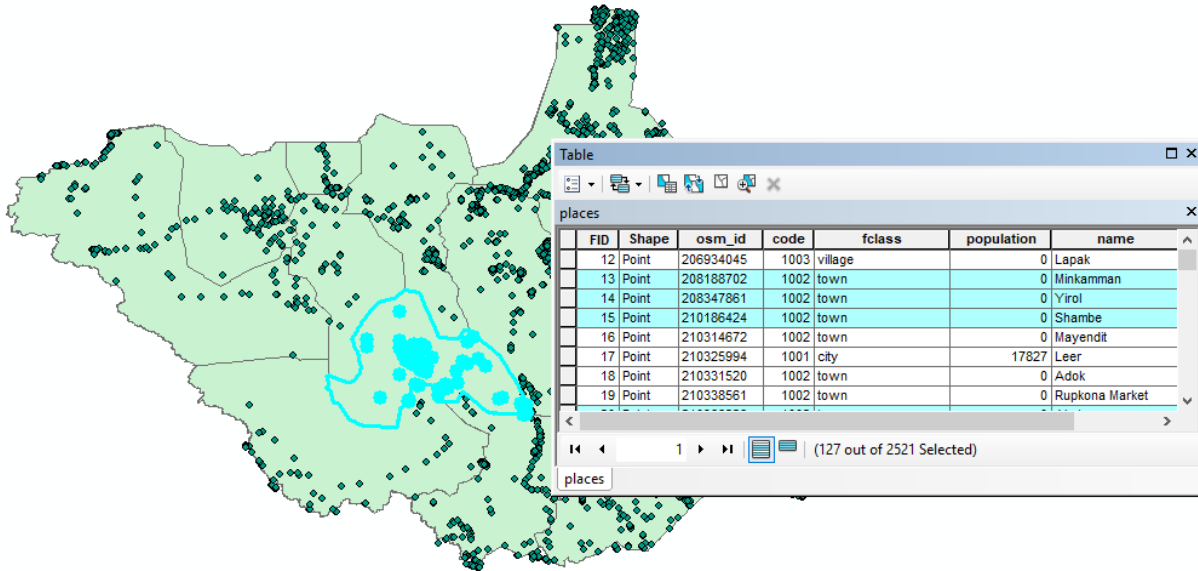 Table
places
FID Shape osm_id code fclass population name
12 Point 206934045 1003 village 0 Lapak
13 Point 208188702 1002 town 0 Minkamman
14 Point 208347861 1002 town 0 Yirol
15 Point 210186424 1002 town 0 Shambe
16 Point 210314672 1002 town 0 Mayendit
17 Point 210325994 1001 city 17827 Leer
18 Point 210331520 1002 town 0 Adok
19 Point 210338561 1002 town 0 Rupkona Market
1 (127 out of 2521 Selected)
places